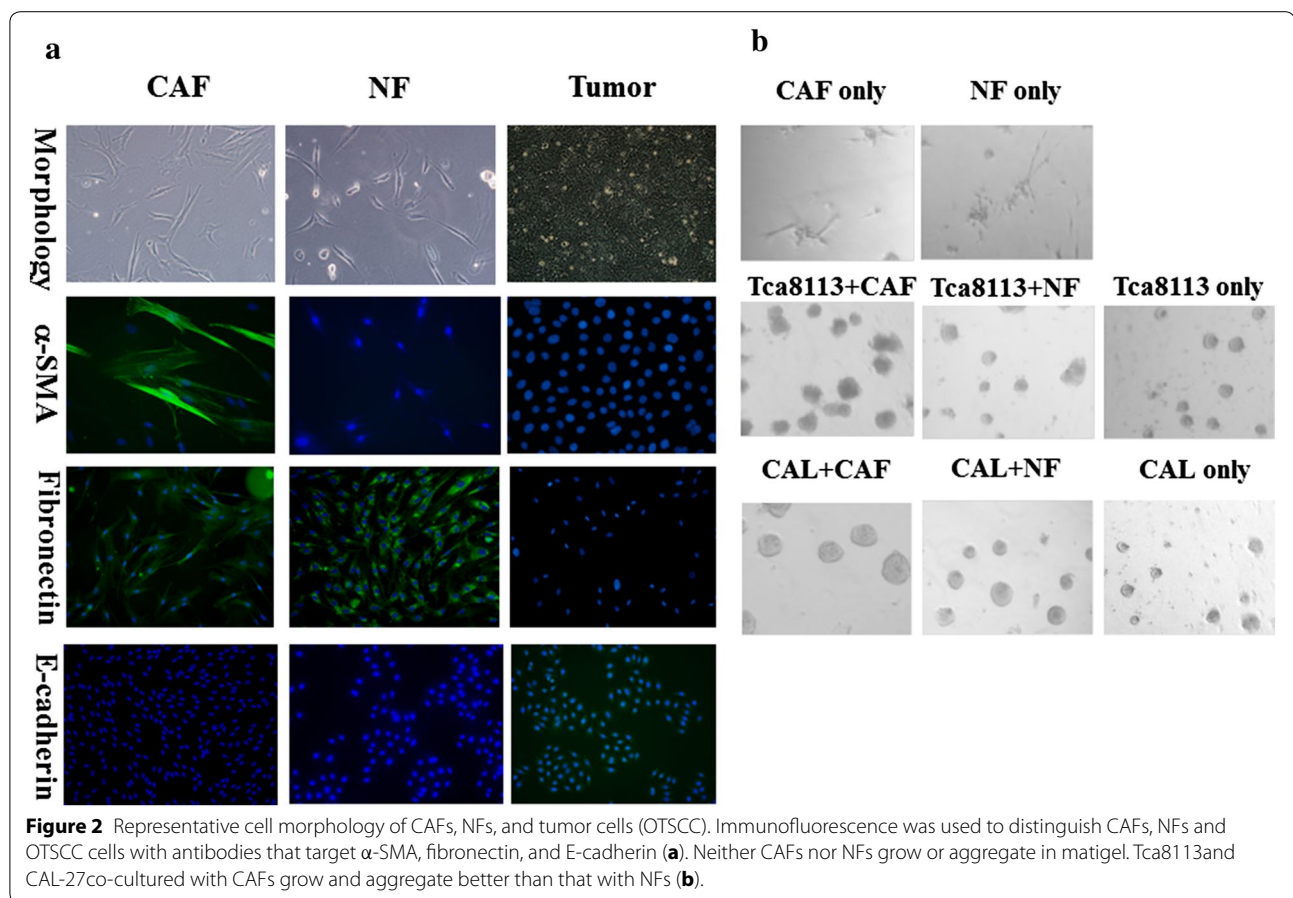 a
CAF NF Tumor
Morphology
α-SMA
Fibronectin
E-cadherin
b
CAF only NF only
Tca8113+CAF Tca8113+NF Tca8113 only
CAL+CAF CAL+NF CAL only
Figure 2 Representative cell morphology of CAFs, NFs, and tumor cells (OTSCC). Immunofluorescence was used to distinguish CAFs, NFs and
OTSCC cells with antibodies that target α-SMA, fibronectin, and E-cadherin (a). Neither CAFs nor NFs grow or aggregate in matigel. Tca8113and
CAL-27co-cultured with CAFs grow and aggregate better than that with NFs (b).